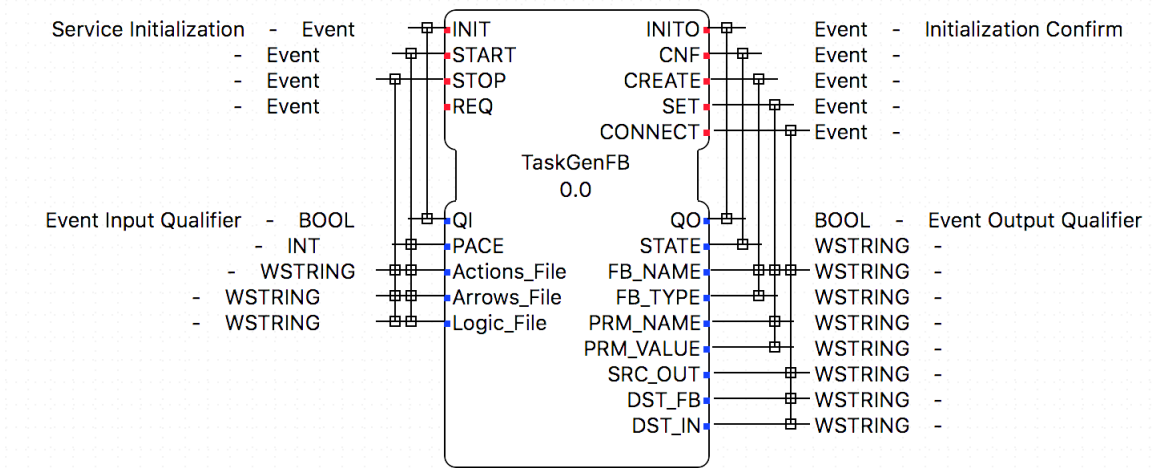 Service Initialization - Event INIT INITO Event - Initialization Confirm
- Event START CNF Event -
- Event STOP CREATE Event -
- Event REQ SET Event -
CONNECT Event -
TaskGenFB
0.0
Event Input Qualifier - BOOL QI QO BOOL - Event Output Qualifier
- INT PACE STATE WSTRING -
- WSTRING Actions_File FB_NAME WSTRING -
- WSTRING Arrows_File FB_TYPE WSTRING -
- WSTRING Logic_File PRM_NAME WSTRING -
PRM_VALUE WSTRING -
SRC_OUT WSTRING -
DST_FB WSTRING -
DST_IN WSTRING -